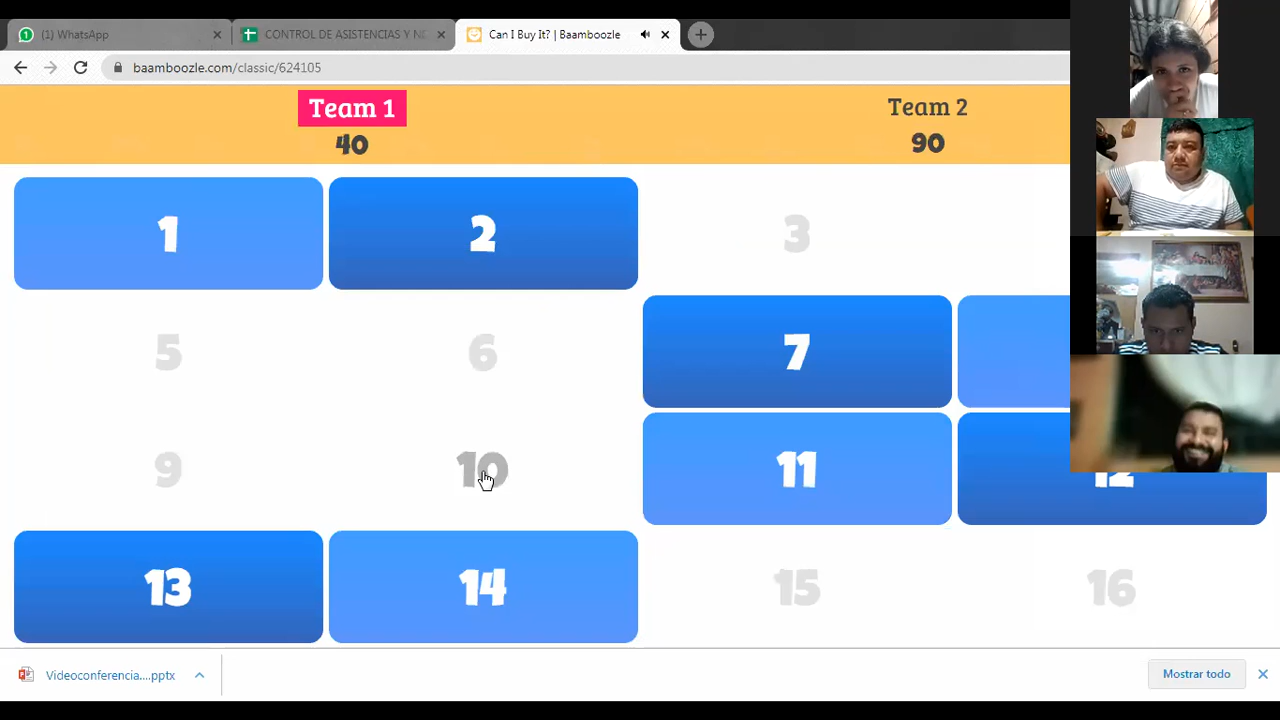 (1) WhatsApp
CONTROL DE ASISTENCIAS Y N
Can I Buy It? | Baamboozle
baamboozle.com/classic/624105
Team 1
Team 2
40
90
1
2
3
5
6
7
9
10
11
12
13
14
15
16
Videoconferencia....pptx
Mostrar todo